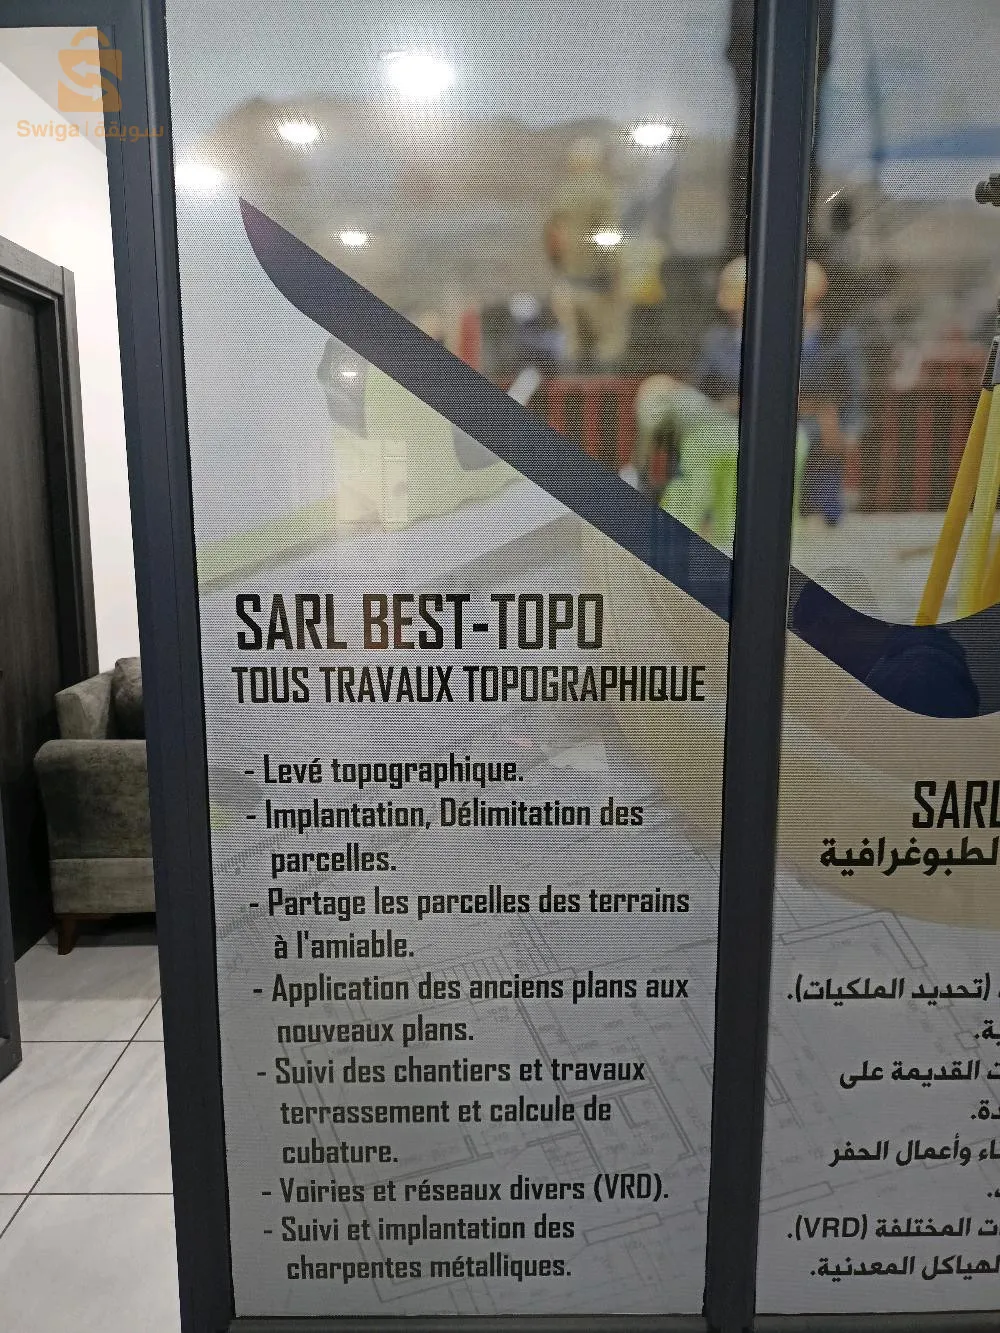 Swiga | سويقة
SARL BEST-TOPO
TOUS TRAVAUX TOPOGRAPHIQUE
- Levé topographique.
- Implantation, Délimitation des
parcelles.
- Partage les parcelles des terrains
à l'amiable.
- Application des anciens plans aux
nouveaux plans.
- Suivi des chantiers et travaux
terrassement et calcule de
cubature.
- Voiries et réseaux divers (VRD).
- Suivi et implantation des
charpentes métalliques.
SARL
الطبوغرافية
(تحديد الملكيات).
القديمة على
وأعمال الحفر
المختلفة (VRD).
الهياكل المعدنية.